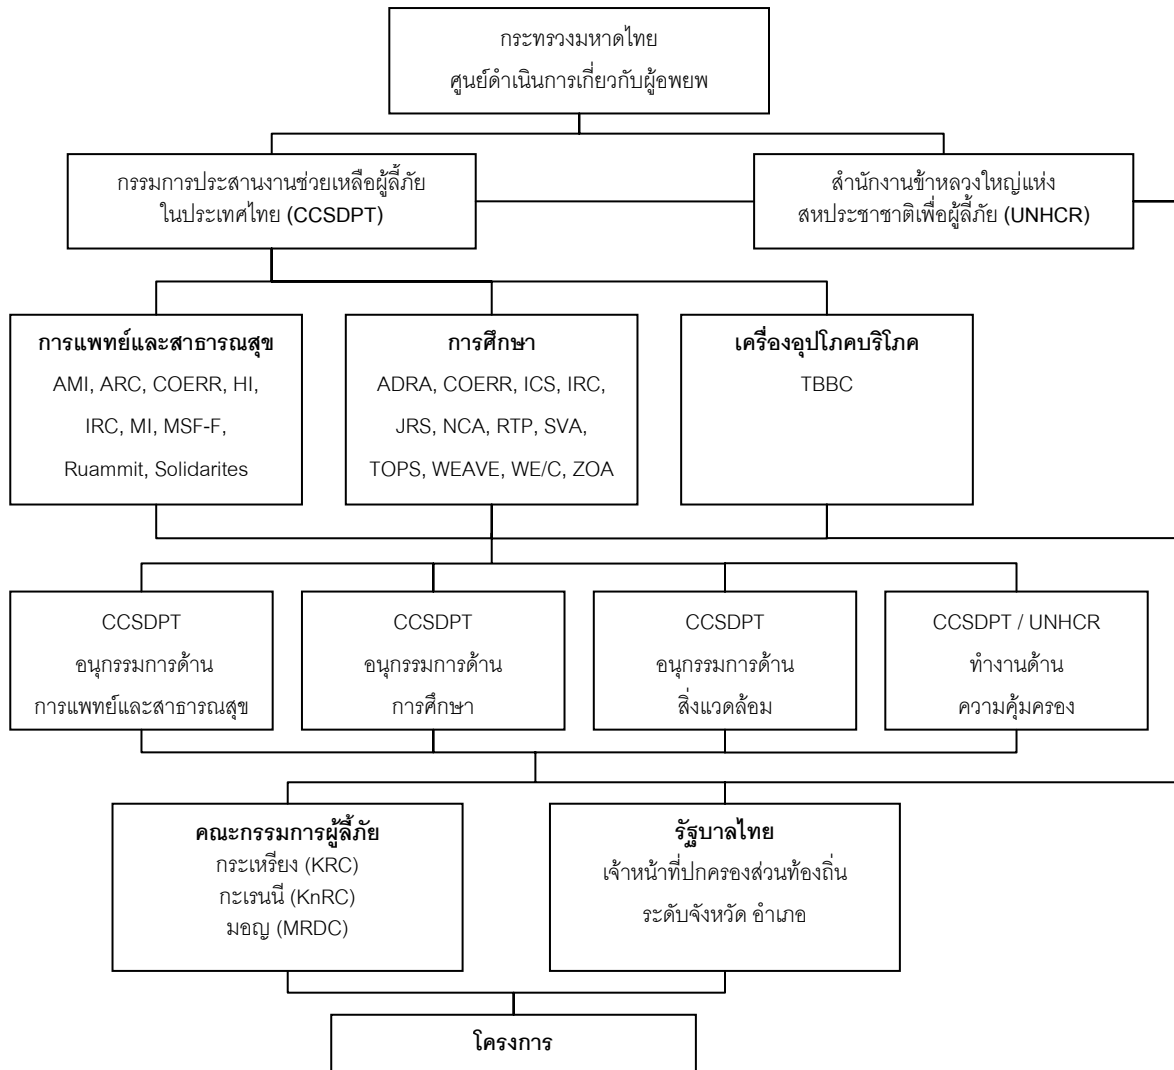 กระทรวงมหาดไทย
ศูนย์ดำเนินการเกี่ยวกับผู้อพยพ
กรรมการประสานงานช่วยเหลือผู้ลี้ภัย
ในประเทศไทย (CCSDPT)
สำนักงานข้าหลวงใหญ่แห่ง
สหประชาชาติเพื่อผู้ลี้ภัย (UNHCR)
การแพทย์และสาธารณสุข
AMI, ARC, COERR, HI,
IRC, MI, MSF-F,
Ruammit, Solidarites
การศึกษา
ADRA, COERR, ICS, IRC,
JRS, NCA, RTP, SVA,
TOPS, WEAVE, WE/C, ZOA
เครื่องอุปโภคบริโภค
TBBC
CCSDPT
อนุกรรมการด้าน
การแพทย์และสาธารณสุข
CCSDPT
อนุกรรมการด้าน
การศึกษา
CCSDPT
อนุกรรมการด้าน
สิ่งแวดล้อม
CCSDPT / UNHCR
ทำงานด้าน
ความคุ้มครอง
คณะกรรมการผู้ลี้ภัย
กระเหรี่ยง (KRC)
กะเรนนี (KnRC)
มอญ (MRDC)
รัฐบาลไทย
เจ้าหน้าที่ปกครองส่วนท้องถิ่น
ระดับจังหวัด อำเภอ
โครงการ